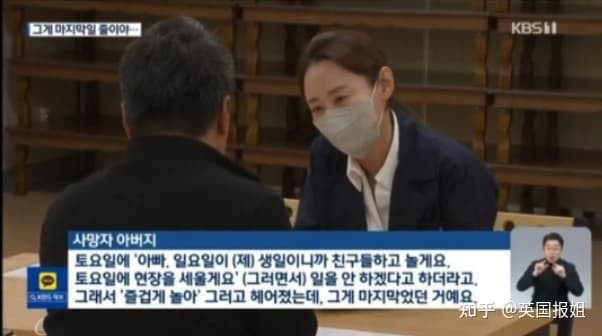 그게 마지막일 줄이야…
KBS 1
사망자 아버지
토요일에 '아빠, 일요일이 (제) 생일이니까 친구들하고 놀게요.
토요일에 현장을 세울게요' (그러면서) 일을 안 하겠다고 하더라고.
그래서 '즐겁게 놀아' 그러고 헤어졌는데, 그게 마지막었던 거예요.
KBS 제보
知乎 @英国报姐